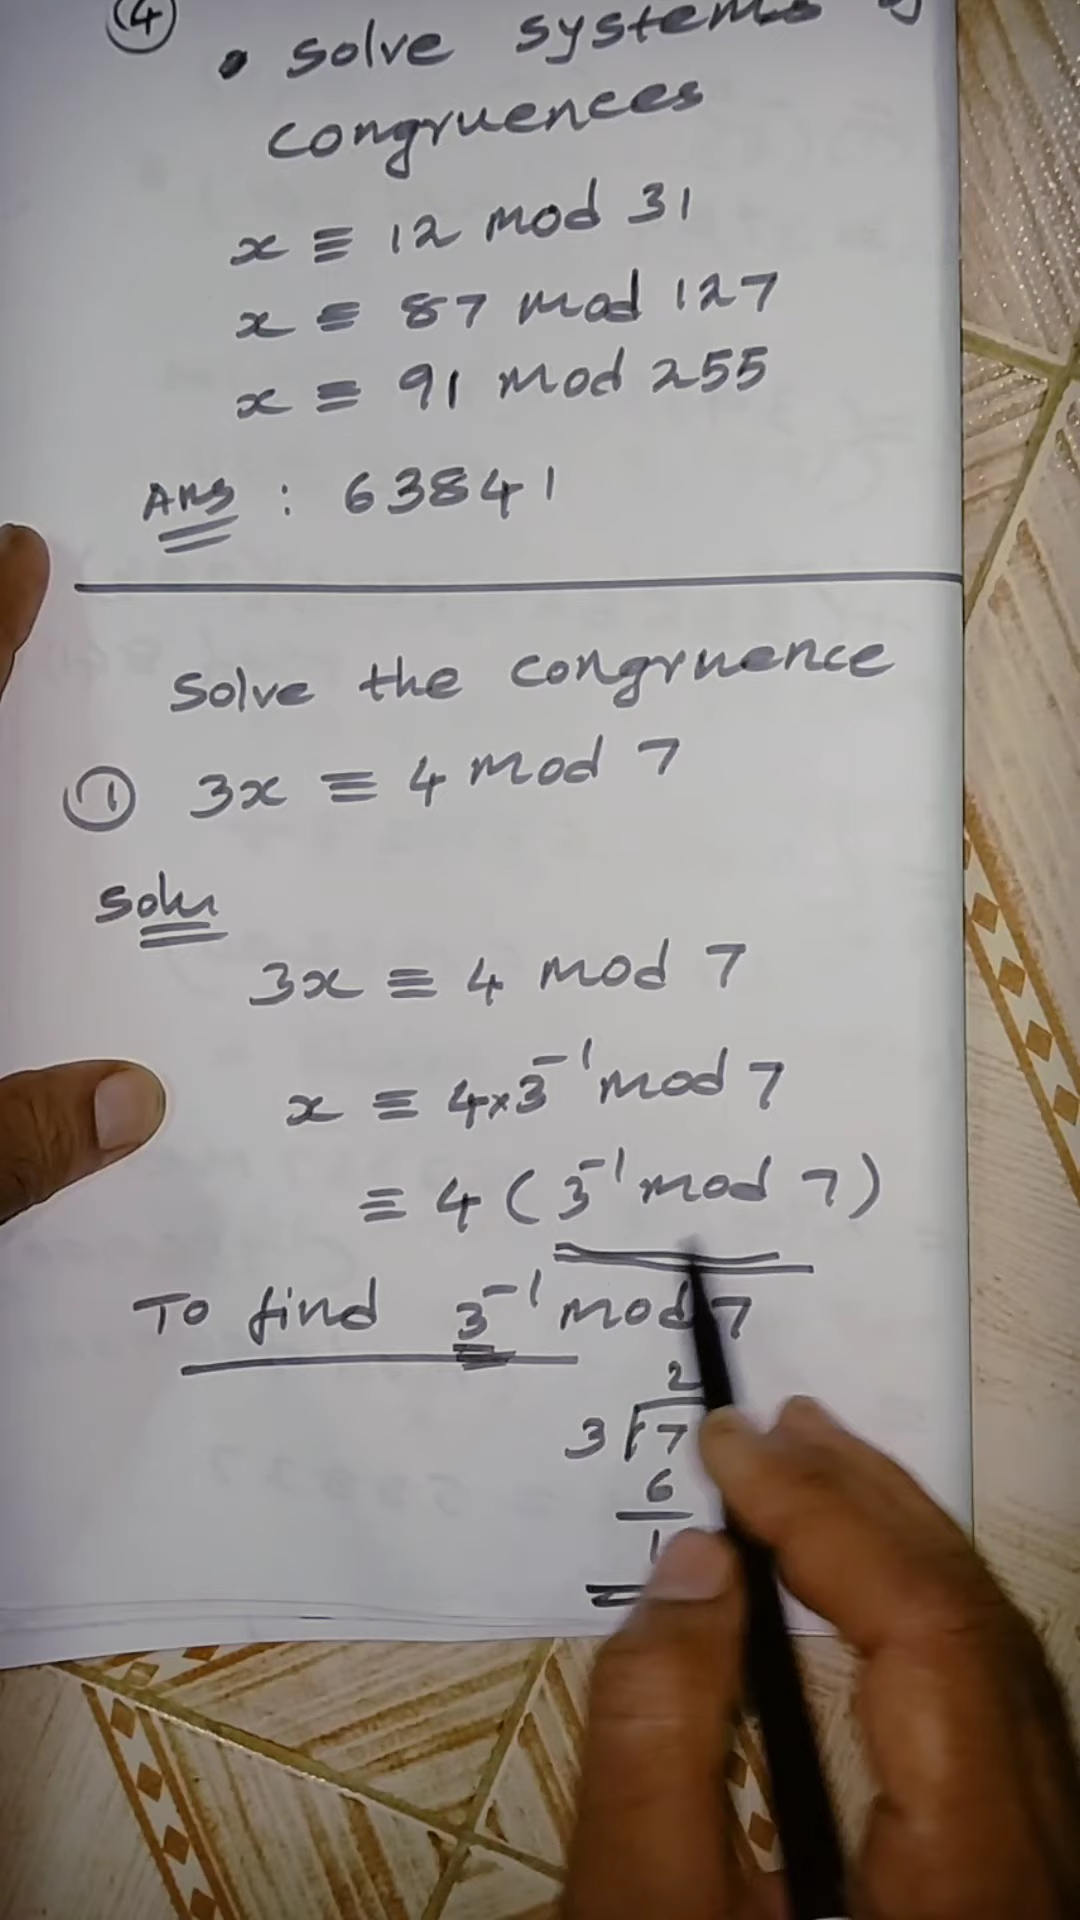 ④
• Solve systems
congruences
x ≡ 12 mod 31
x ≡ 87 mod 127
x ≡ 91 mod 255
Ans : 63841
Solve the congruence
① 3x ≡ 4 mod 7
Soln
3x ≡ 4 mod 7
x ≡ 4×3⁻¹ mod 7
≡ 4 (3⁻¹ mod 7)
To find 3⁻¹ mod 7
2
3 √7
6
1